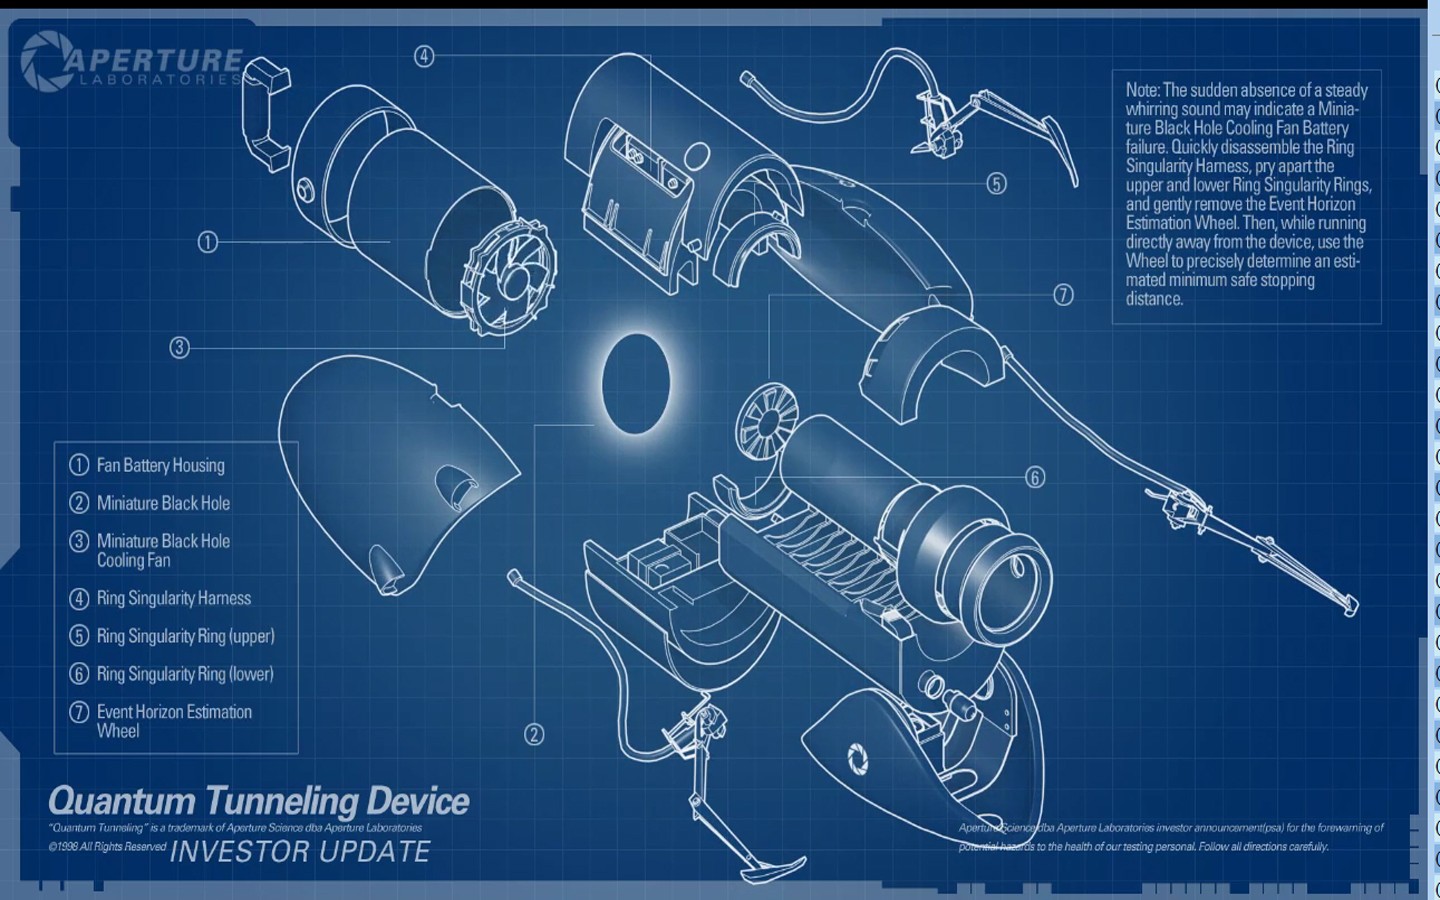 APERTURE
LABORATORIES
4
Note: The sudden absence of a steady
whirring sound may indicate a Minia-
ture Black Hole Cooling Fan Battery
failure. Quickly disassemble the Ring
Singularity Harness, pry apart the
upper and lower Ring Singularity Rings,
and gently remove the Event Horizon
Estimation Wheel. Then, while running
directly away from the device, use the
Wheel to precisely determine an esti-
mated minimum safe stopping
distance.
5
1
7
3
6
1 Fan Battery Housing
2 Miniature Black Hole
3 Miniature Black Hole
Cooling Fan
4 Ring Singularity Harness
5 Ring Singularity Ring (upper)
6 Ring Singularity Ring (lower)
7 Event Horizon Estimation
Wheel
2
Quantum Tunneling Device
"Quantum Tunneling" is a trademark of Aperture Science dba Aperture Laboratories
©1998 All Rights Reserved INVESTOR UPDATE
Aperture Science dba Aperture Laboratories investor announcement(psa) for the forewarning of
potential hazards to the health of our testing personal. Follow all directions carefully.